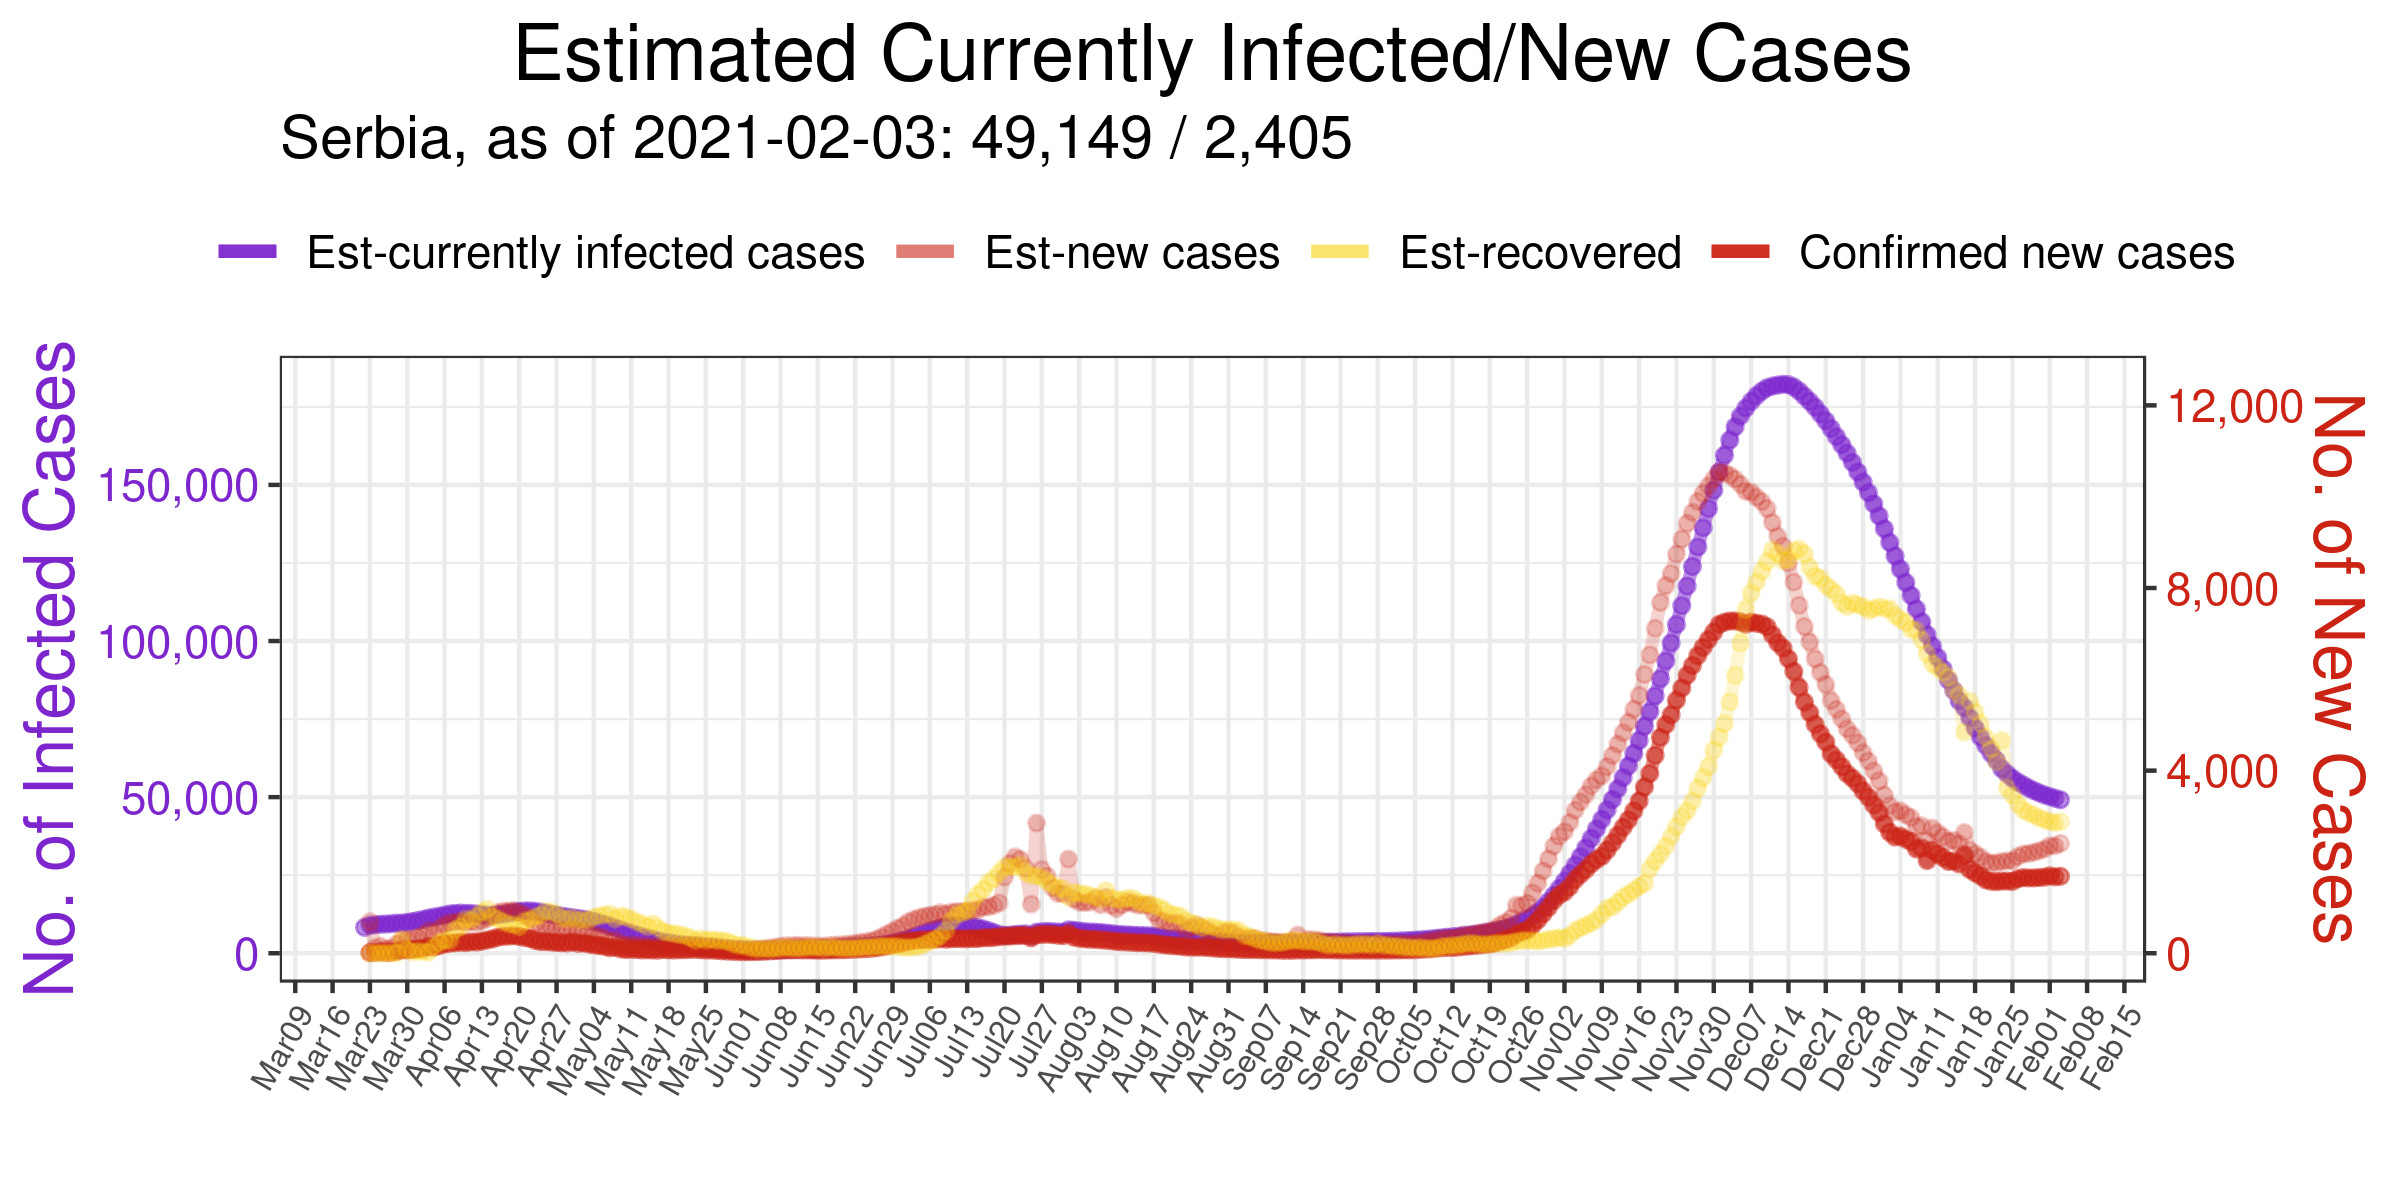 Estimated Currently Infected/New Cases
Serbia, as of 2021-02-03: 49,149 / 2,405
Est-currently infected cases Est-new cases Est-recovered Confirmed new cases
No. of Infected Cases
150,000
100,000
50,000
0
12,000
8,000
4,000
0
No. of New Cases
Mar09 Mar16 Mar23 Mar30 Apr06 Apr13 Apr20 Apr27 May04 May11 May18 May25 Jun01 Jun08 Jun15 Jun22 Jun29 Jul06 Jul13 Jul20 Jul27 Aug03 Aug10 Aug17 Aug24 Aug31 Sep07 Sep14 Sep21 Sep28 Oct05 Oct12 Oct19 Oct26 Nov02 Nov09 Nov16 Nov23 Nov30 Dec07 Dec14 Dec21 Dec28 Jan04 Jan11 Jan18 Jan25 Feb01 Feb08 Feb15